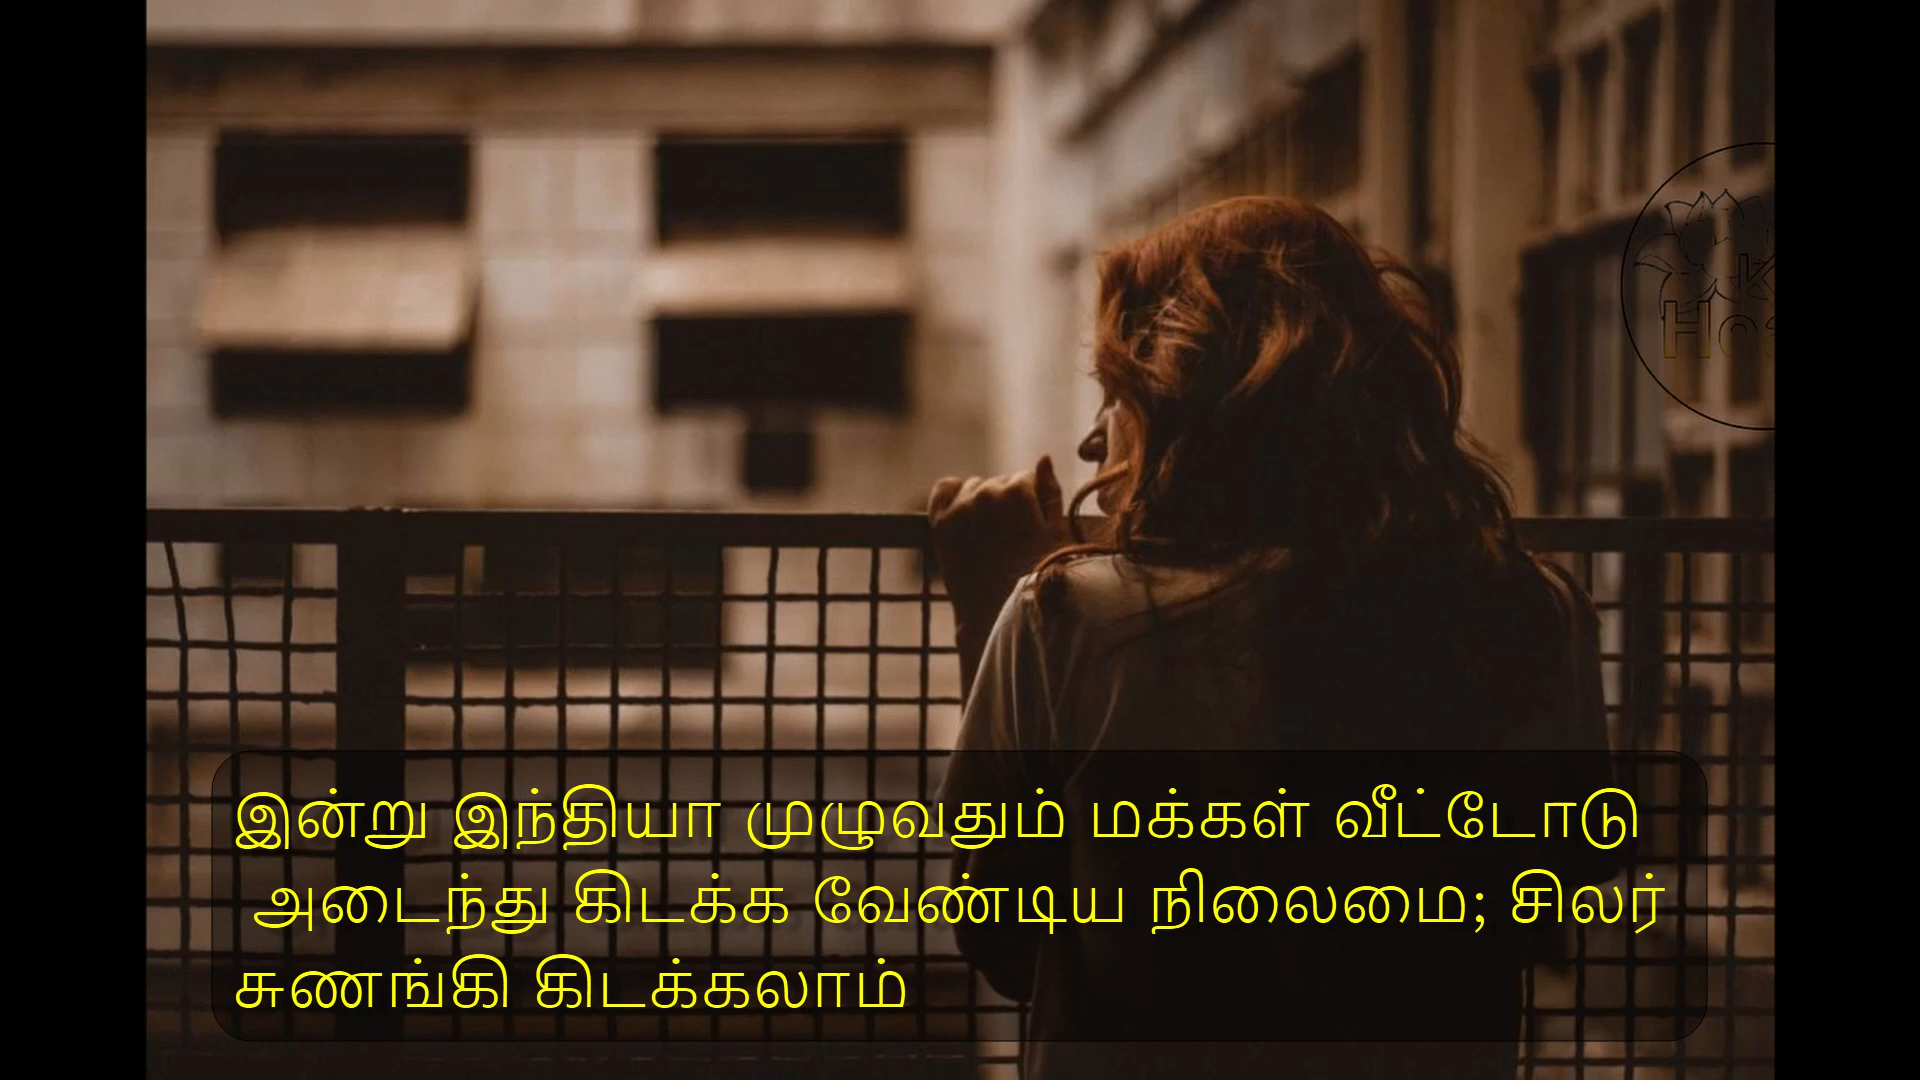 இன்று இந்தியா முழுவதும் மக்கள் வீட்டோடு
அடைந்து கிடக்க வேண்டிய நிலைமை; சிலர்
சுணங்கி கிடக்கலாம்